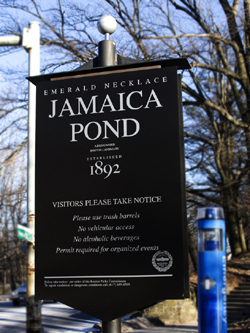 EMERALD NECKLACE
JAMAICA
POND
ESTABLISHED
1892
VISITORS PLEASE TAKE NOTICE
Please use trash barrels
No vehicular access
No alcoholic beverages
Permit required for organized events